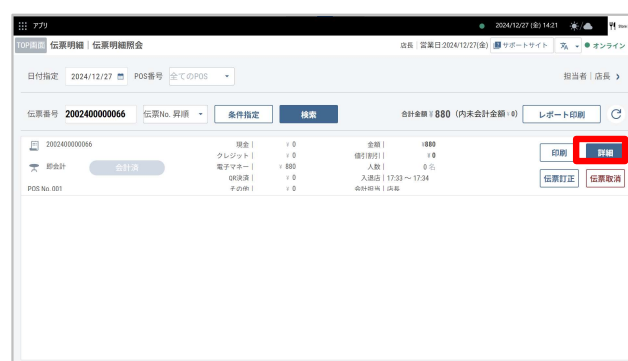 アプリ 2024/12/27 (金) 14:21
TOP画面 伝票明細｜伝票明細照会 店長｜営業日:2024/12/27(金) サポートサイト オンライン
日付指定 2024/12/27 POS番号 全てのPOS 担当者｜店長 >
伝票番号 2002400000066 伝票No. 昇順 条件指定 検索 合計金額 ¥ 880 (内未会計金額 ¥ 0) レポート印刷
2002400000066 現金｜ ¥ 0 金額｜ ¥880 印刷 詳細
クレジット｜ ¥ 0 値引割引｜ ¥ 0
即会計 会計済 電子マネー｜ ¥ 880 人数｜ 0 名
QR決済｜ ¥ 0 入退店｜17:33 ～ 17:34 伝票訂正 伝票取消
POS No. 001 その他｜ ¥ 0 会計担当｜店長